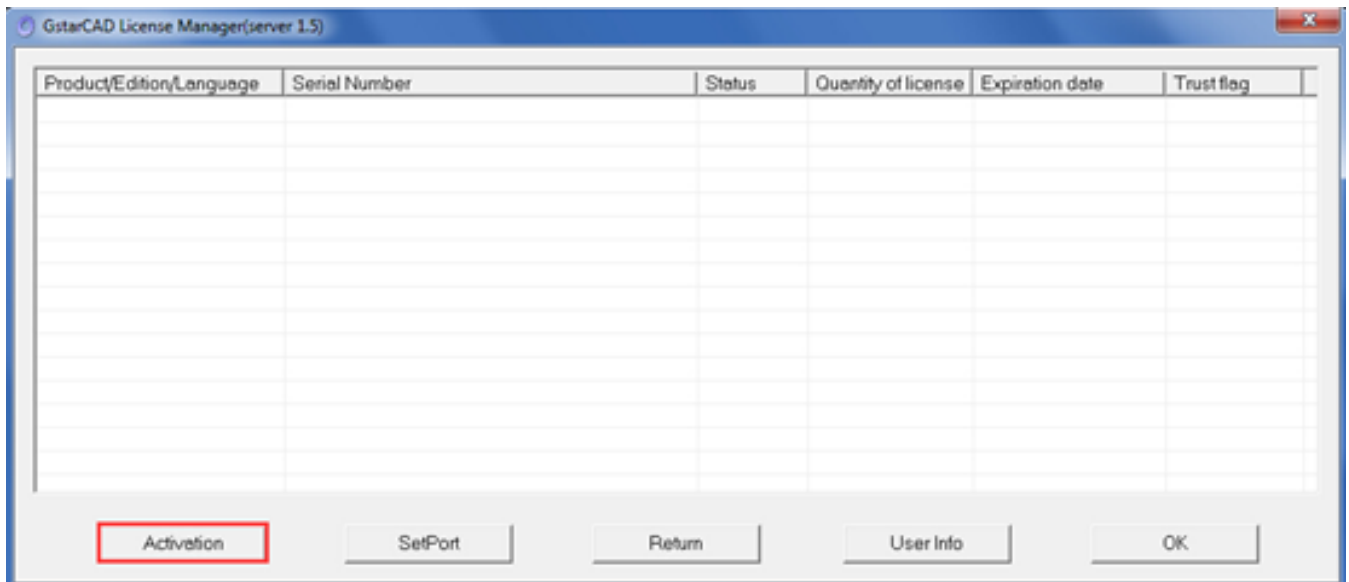 GstarCAD License Manager(server 1.5)
Product/Edition/Language Serial Number Status Quantity of license Expiration date Trust flag
Activation SetPort Return User Info OK